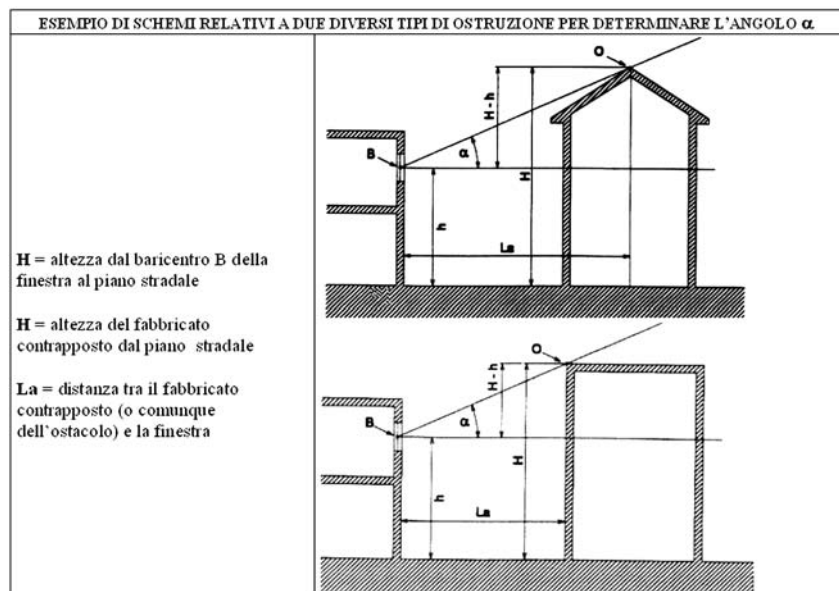 ESEMPIO DI SCHEMI RELATIVI A DUE DIVERSI TIPI DI OSTRUZIONE PER DETERMINARE L'ANGOLO α
H = altezza dal baricentro B della
finestra al piano stradale
H = altezza del fabbricato
contrapposto dal piano stradale
La = distanza tra il fabbricato
contrapposto (o comunque
dell'ostacolo) e la finestra
O
H - h
B
α
H
h
La
O
H - h
B
α
H
h
La